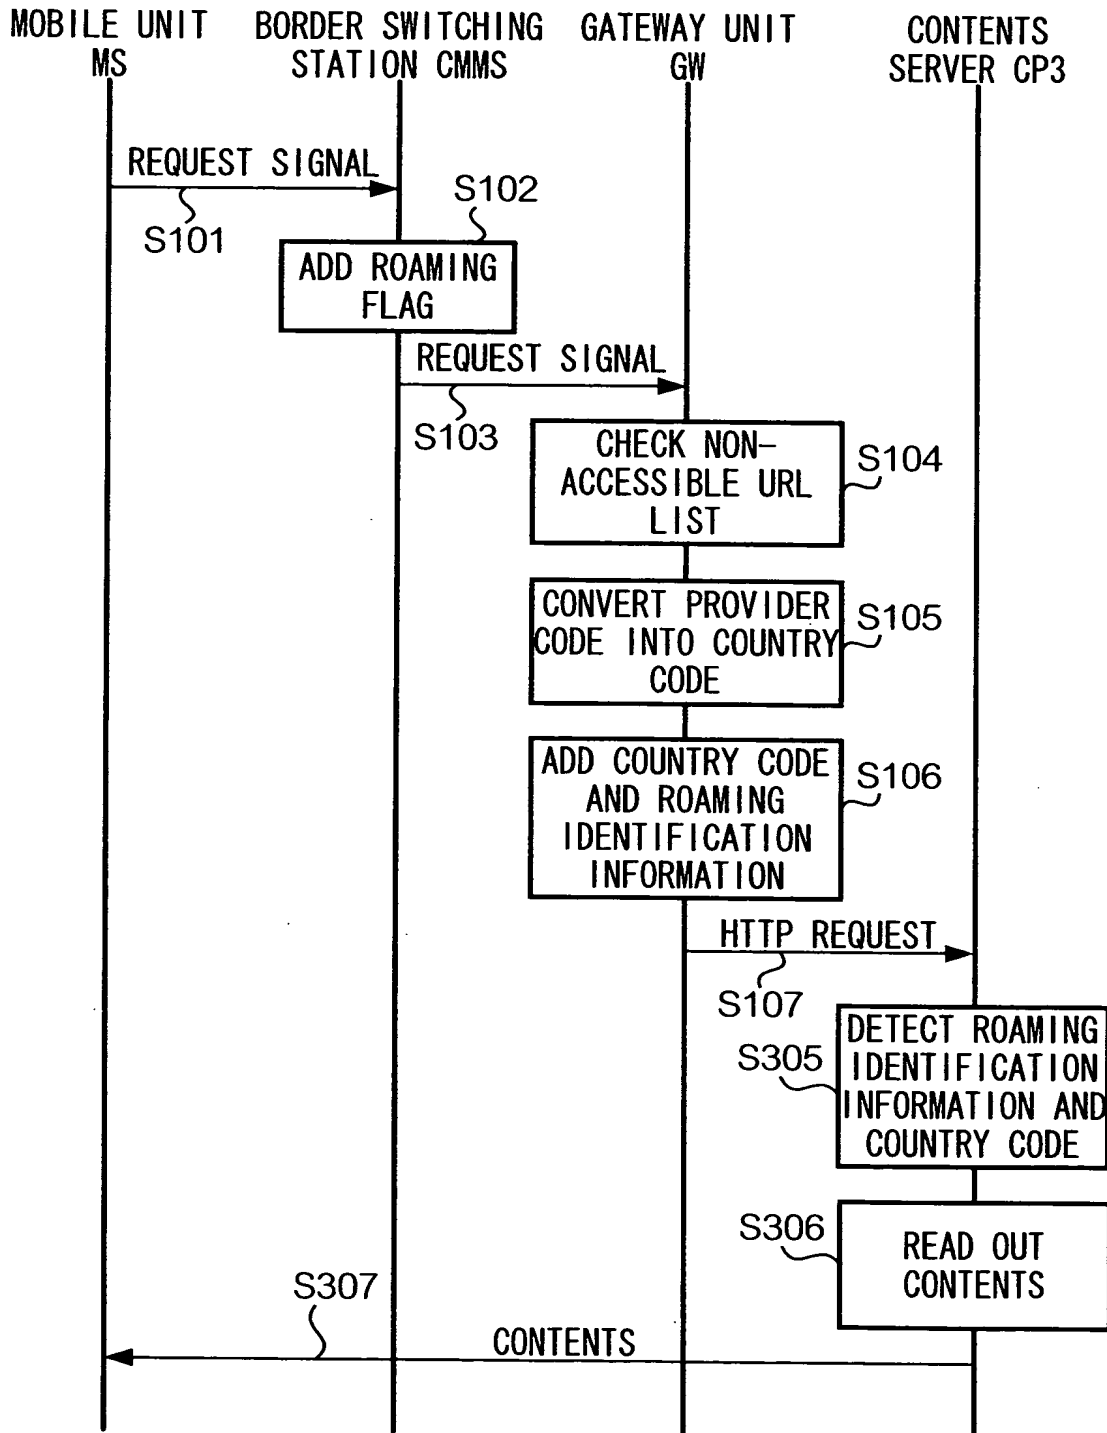 MOBILE UNIT
MS
BORDER SWITCHING
STATION CMMS
GATEWAY UNIT
GW
CONTENTS
SERVER CP3
REQUEST SIGNAL
S101
S102
ADD ROAMING
FLAG
REQUEST SIGNAL
S103
CHECK NON-
ACCESSIBLE URL
LIST
S104
CONVERT PROVIDER
CODE INTO COUNTRY
CODE
S105
ADD COUNTRY CODE
AND ROAMING
IDENTIFICATION
INFORMATION
S106
HTTP REQUEST
S107
DETECT ROAMING
IDENTIFICATION
INFORMATION AND
COUNTRY CODE
S305
S306
READ OUT
CONTENTS
S307
CONTENTS